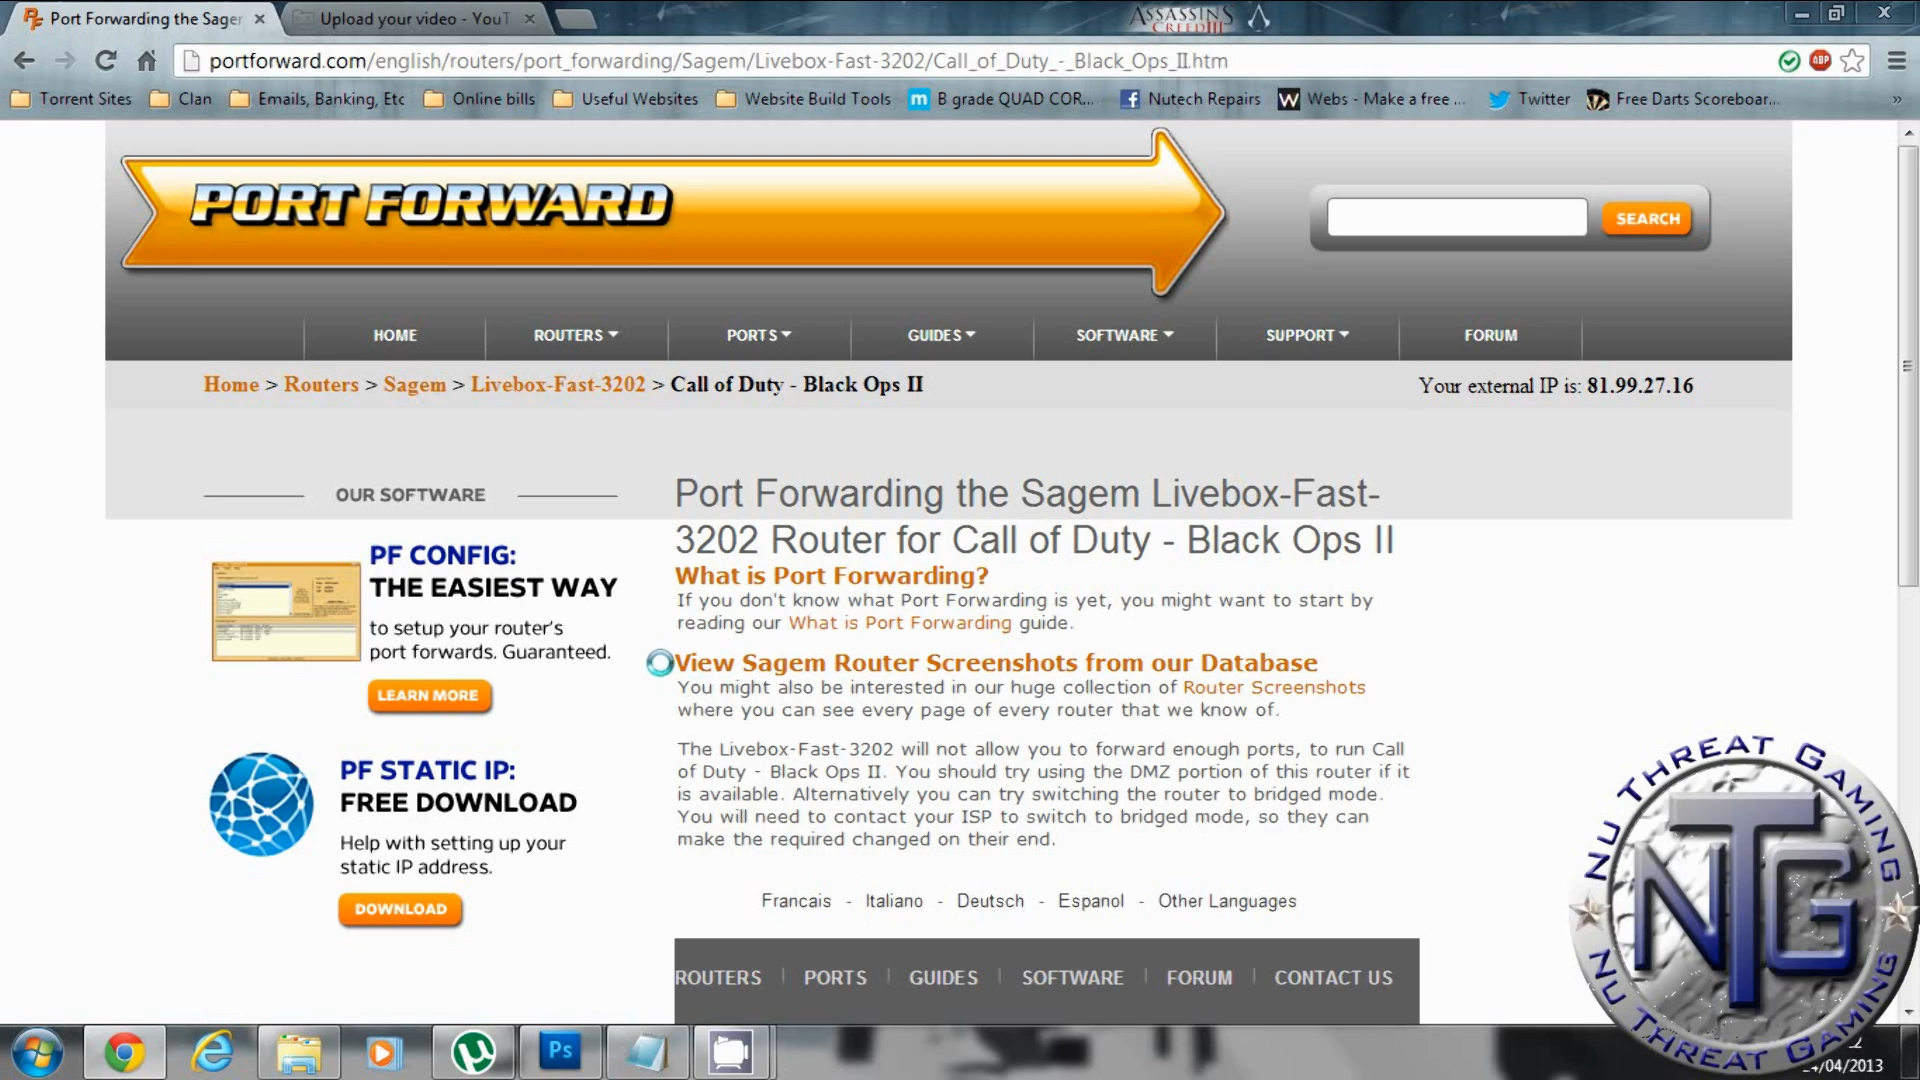 Port Forwarding the Sager
Upload your video - YouT
ASSASSIN'S
CREED III
portforward.com/english/routers/port_forwarding/Sagem/Livebox-Fast-3202/Call_of_Duty_-_Black_Ops_II.htm
ABP
Torrent Sites
Clan
Emails, Banking, Etc
Online bills
Useful Websites
Website Build Tools
m
B grade QUAD COR...
Nutech Repairs
W
Webs - Make a free ...
Twitter
Free Darts Scoreboar...
»
PORT FORWARD
SEARCH
HOME
ROUTERS
PORTS
GUIDES
SOFTWARE
SUPPORT
FORUM
Home > Routers > Sagem > Livebox-Fast-3202 > Call of Duty - Black Ops II
Your external IP is: 81.99.27.16
OUR SOFTWARE
PF CONFIG:
THE EASIEST WAY
to setup your router's
port forwards. Guaranteed.
LEARN MORE
PF STATIC IP:
FREE DOWNLOAD
Help with setting up your
static IP address.
DOWNLOAD
Port Forwarding the Sagem Livebox-Fast-
3202 Router for Call of Duty - Black Ops II
What is Port Forwarding?
If you don't know what Port Forwarding is yet, you might want to start by
reading our What is Port Forwarding guide.
View Sagem Router Screenshots from our Database
You might also be interested in our huge collection of Router Screenshots
where you can see every page of every router that we know of.
The Livebox-Fast-3202 will not allow you to forward enough ports, to run Call
of Duty - Black Ops II. You should try using the DMZ portion of this router if it
is available. Alternatively you can try switching the router to bridged mode.
You will need to contact your ISP to switch to bridged mode, so they can
make the required changed on their end.
Francais - Italiano - Deutsch - Espanol - Other Languages
ROUTERS
PORTS
GUIDES
SOFTWARE
FORUM
CONTACT US
NU THREAT GAMING
NTG
NU THREAT GAMING
Ps
/04/2013